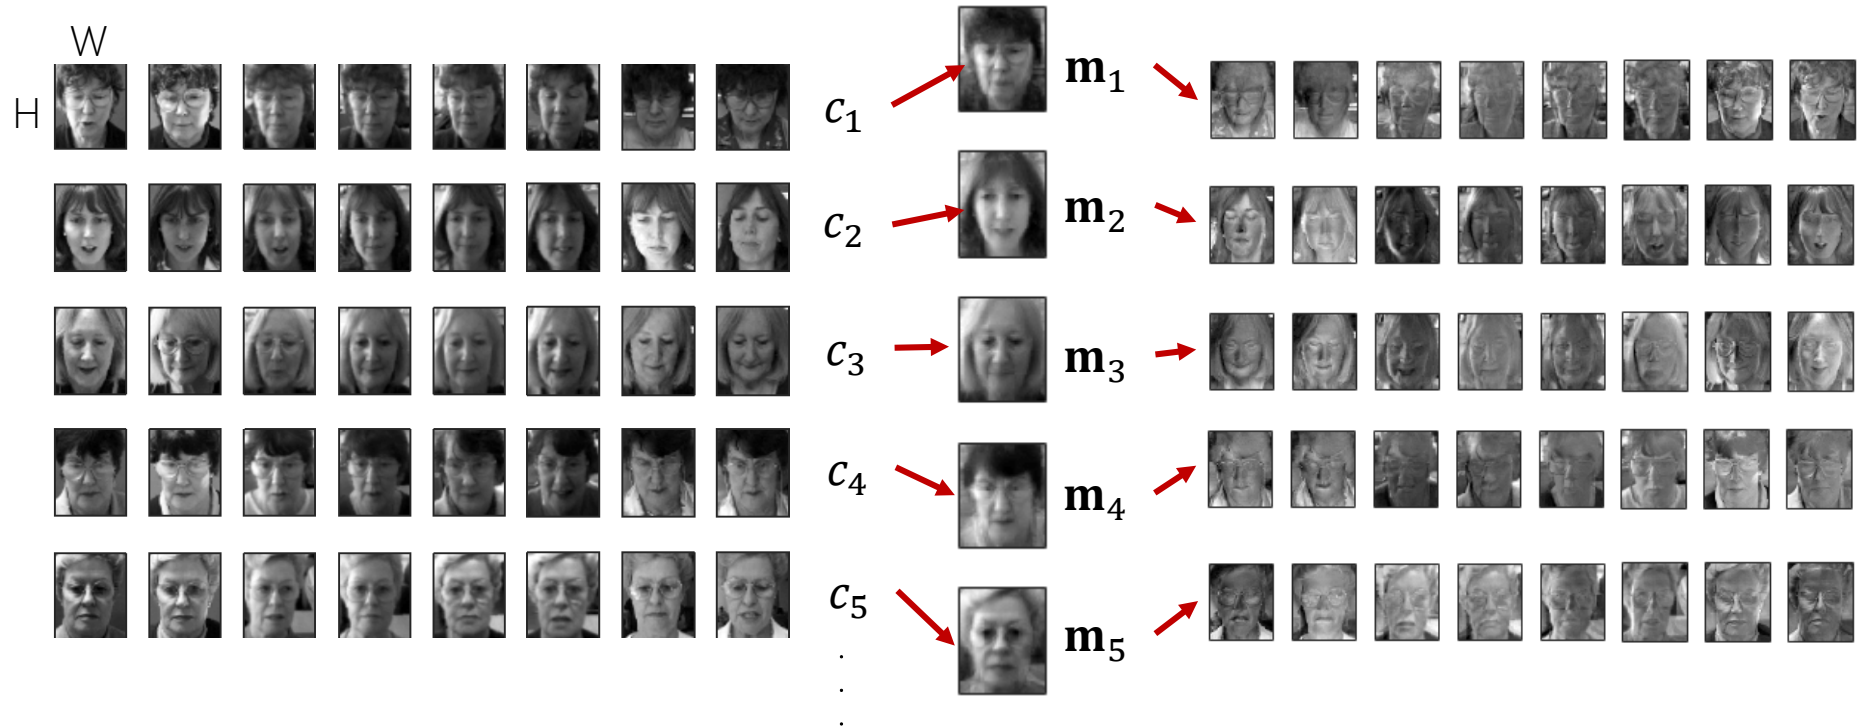 W
H
c₁ m₁
c₂ m₂
c₃ m₃
c₄ m₄
c₅ m₅
.
.
.